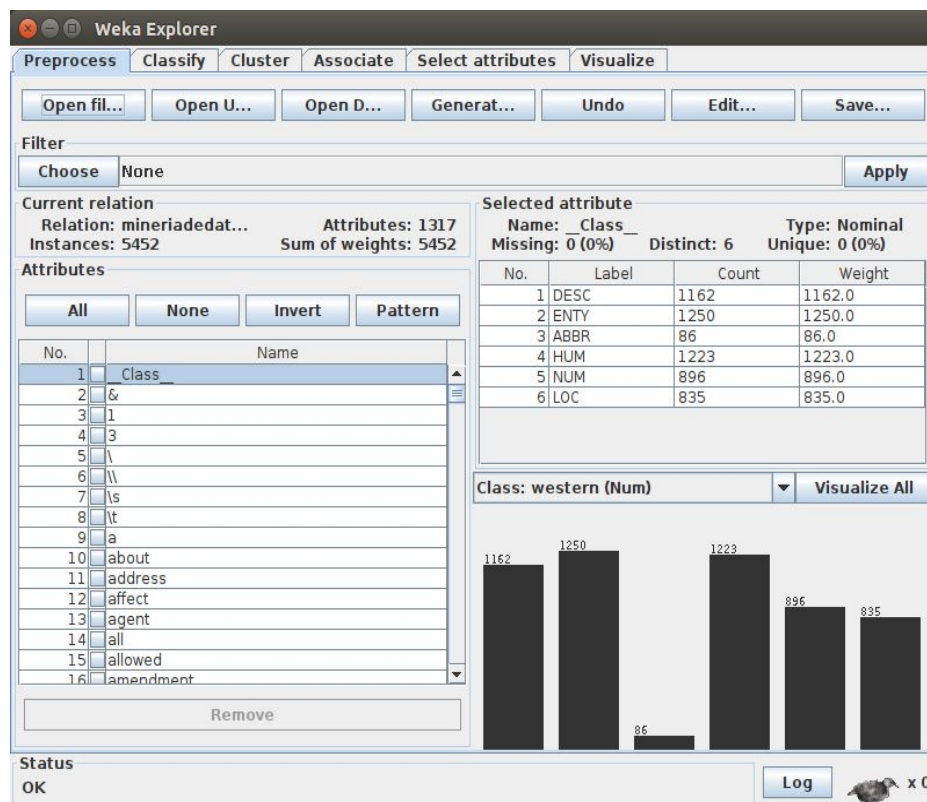 Weka Explorer
Preprocess Classify Cluster Associate Select attributes Visualize
Open fil... Open U... Open D... Generat... Undo Edit... Save...
Filter
Choose None Apply
Current relation
Relation: mineriadedat... Attributes: 1317
Instances: 5452 Sum of weights: 5452
Attributes
All None Invert Pattern
No. Name
1 __Class__
2 &
3 1
4 3
5 \
6 \\
7 \s
8 \t
9 a
10 about
11 address
12 affect
13 agent
14 all
15 allowed
16 amendment
Remove
Selected attribute
Name: __Class__ Type: Nominal
Missing: 0 (0%) Distinct: 6 Unique: 0 (0%)
No. Label Count Weight
1 DESC 1162 1162.0
2 ENTY 1250 1250.0
3 ABBR 86 86.0
4 HUM 1223 1223.0
5 NUM 896 896.0
6 LOC 835 835.0
Class: western (Num) Visualize All
1162 1250 86 1223 896 835
Status
OK Log x 0